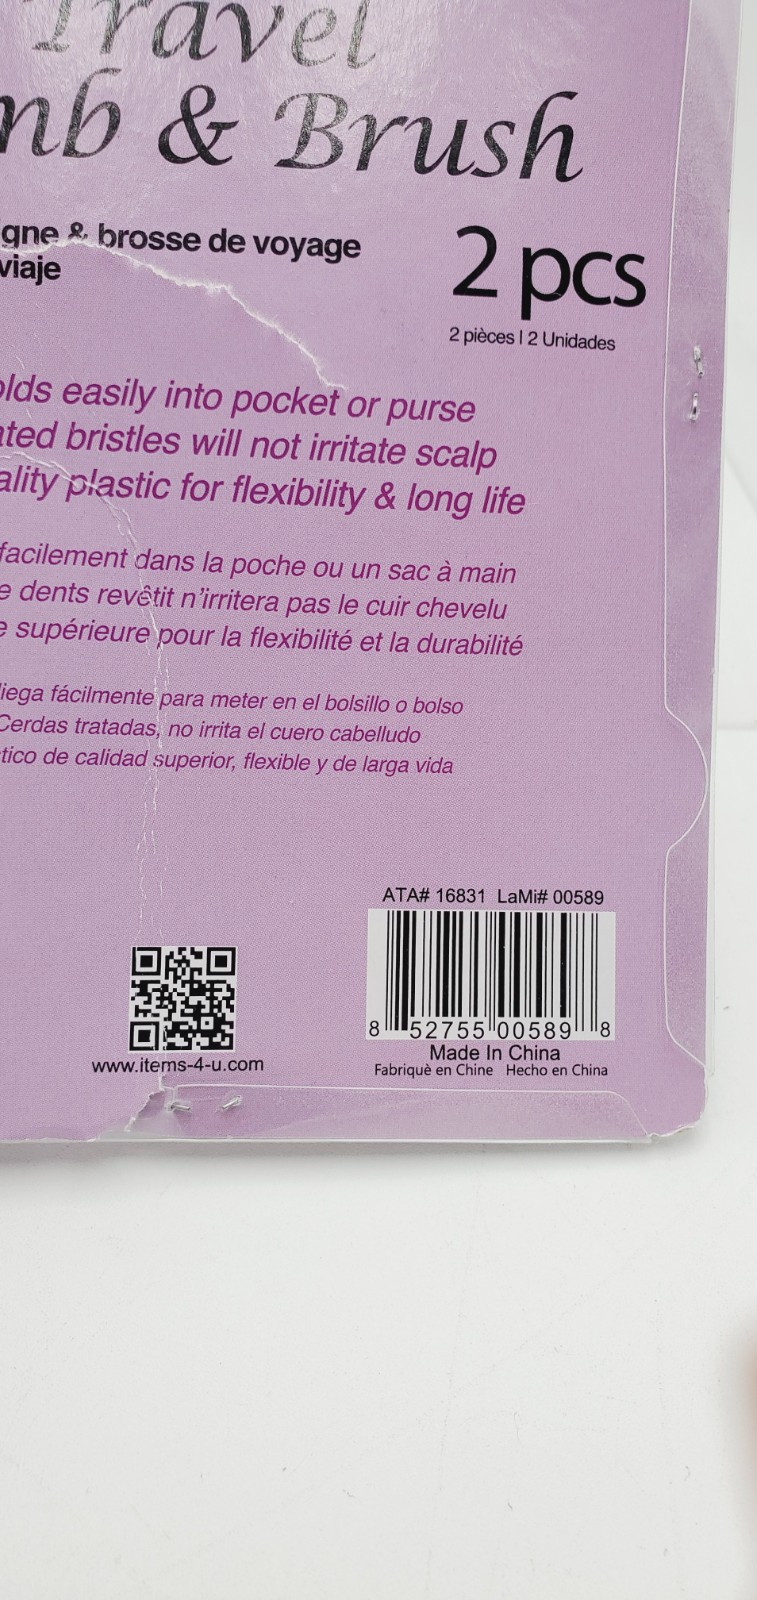 Travel
mb & Brush
igne & brosse de voyage
viaje
2 pcs
2 pièces | 2 Unidades
olds easily into pocket or purse
ated bristles will not irritate scalp
ality plastic for flexibility & long life
facilement dans la poche ou un sac à main
e dents revêtit n'irritera pas le cuir chevelu
e supérieure pour la flexibilité et la durabilité
liega fácilmente para meter en el bolsillo o bolso
Cerdas tratadas, no irrita el cuero cabelludo
tico de calidad superior, flexible y de larga vida
ATA# 16831 LaMi# 00589
8 52755 00589 8
Made In China
Fabriquè en Chine Hecho en China
www.items-4-u.com